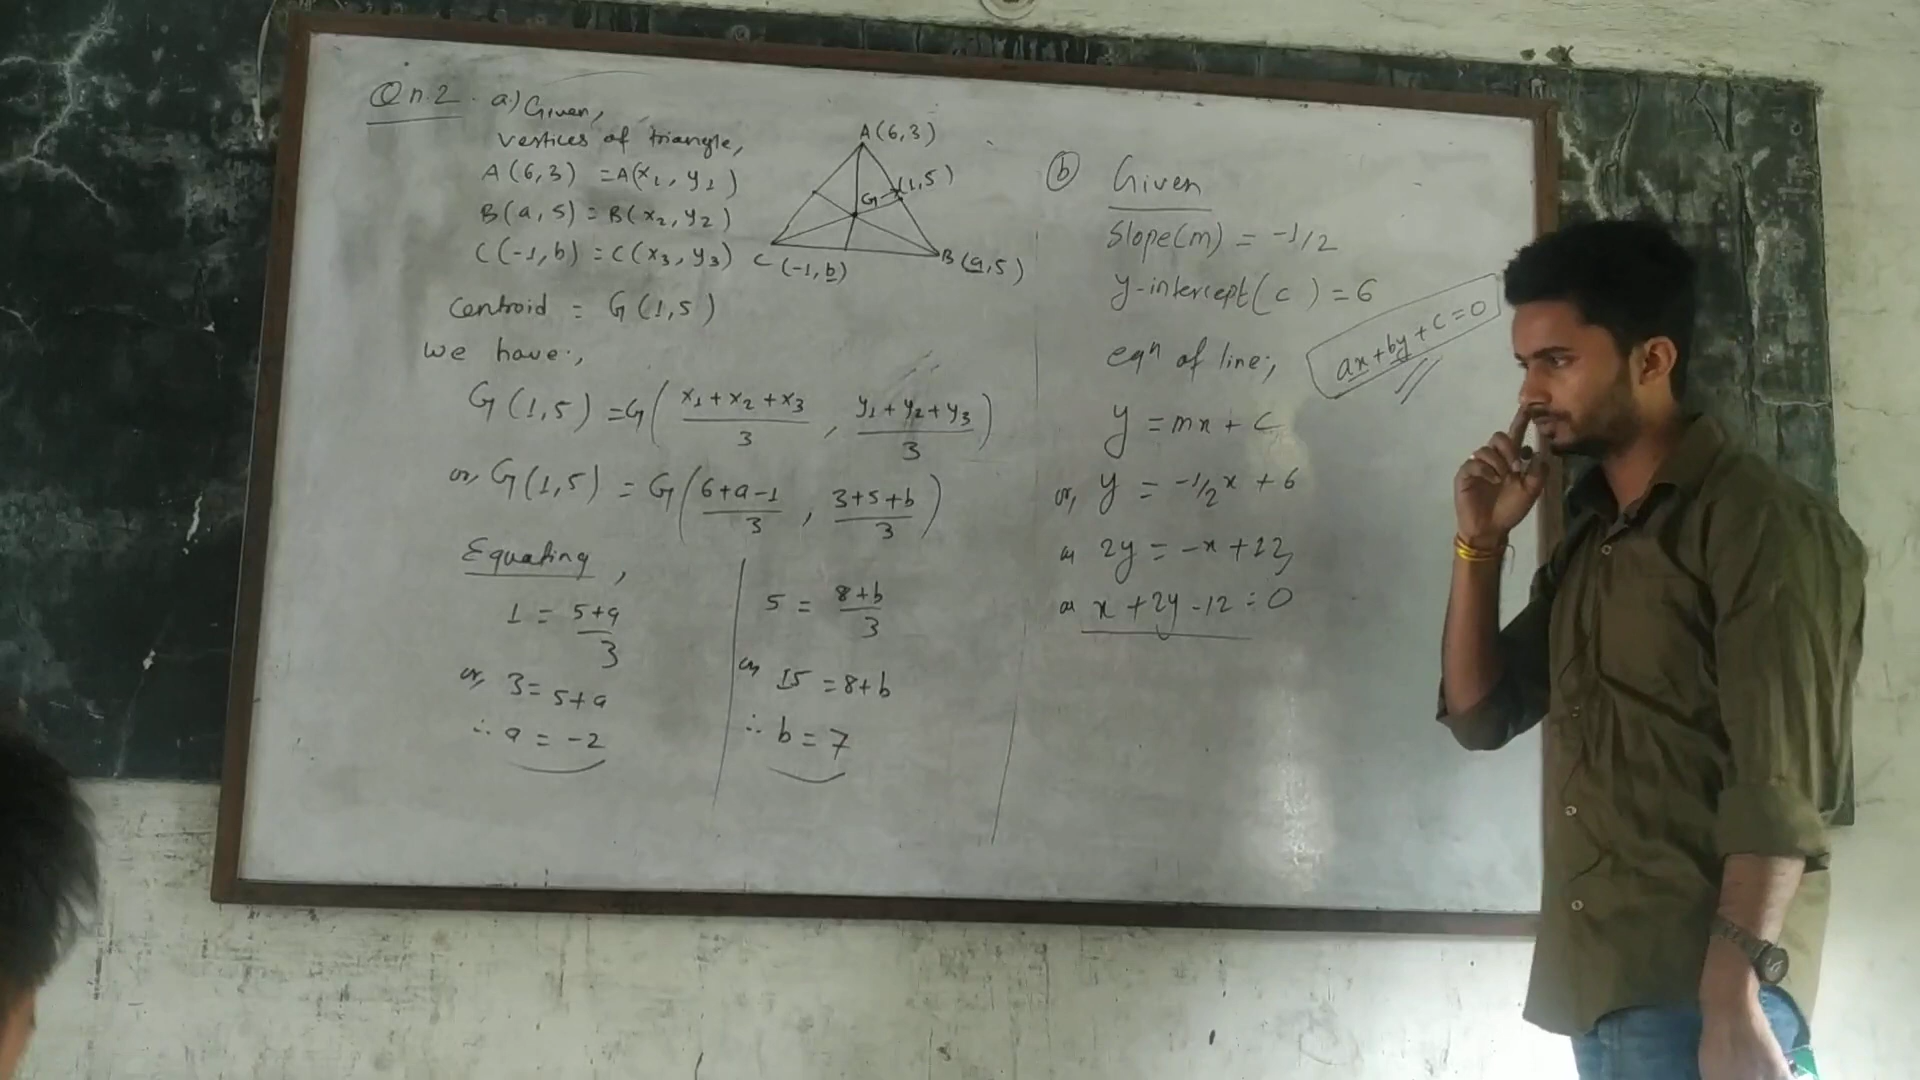 Qn.2. a.) Given,
vertices of triangle,
A(6,3) = A(x1, y1)
B(a,5) = B(x2, y2)
C(-1,b) = C(x3, y3)
A(6,3)
G (1,5)
C (-1,b)
B (a,5)
Centroid = G(1,5)
We have;,
G(1,5) = G( x1+x2+x3 / 3 , y1+y2+y3 / 3 )
or, G(1,5) = G( 6+a-1 / 3 , 3+5+b / 3 )
Equating,
1 = 5+a / 3
or, 3 = 5+a
∴ a = -2
5 = 8+b / 3
or, 15 = 8+b
∴ b = 7
(b) Given
Slope(m) = -1/2
y-intercept(c) = 6
eqn of line;,
ax+by+c=0
y = mx + c
or, y = -1/2 x + 6
or 2y = -x + 12,
or x + 2y - 12 = 0